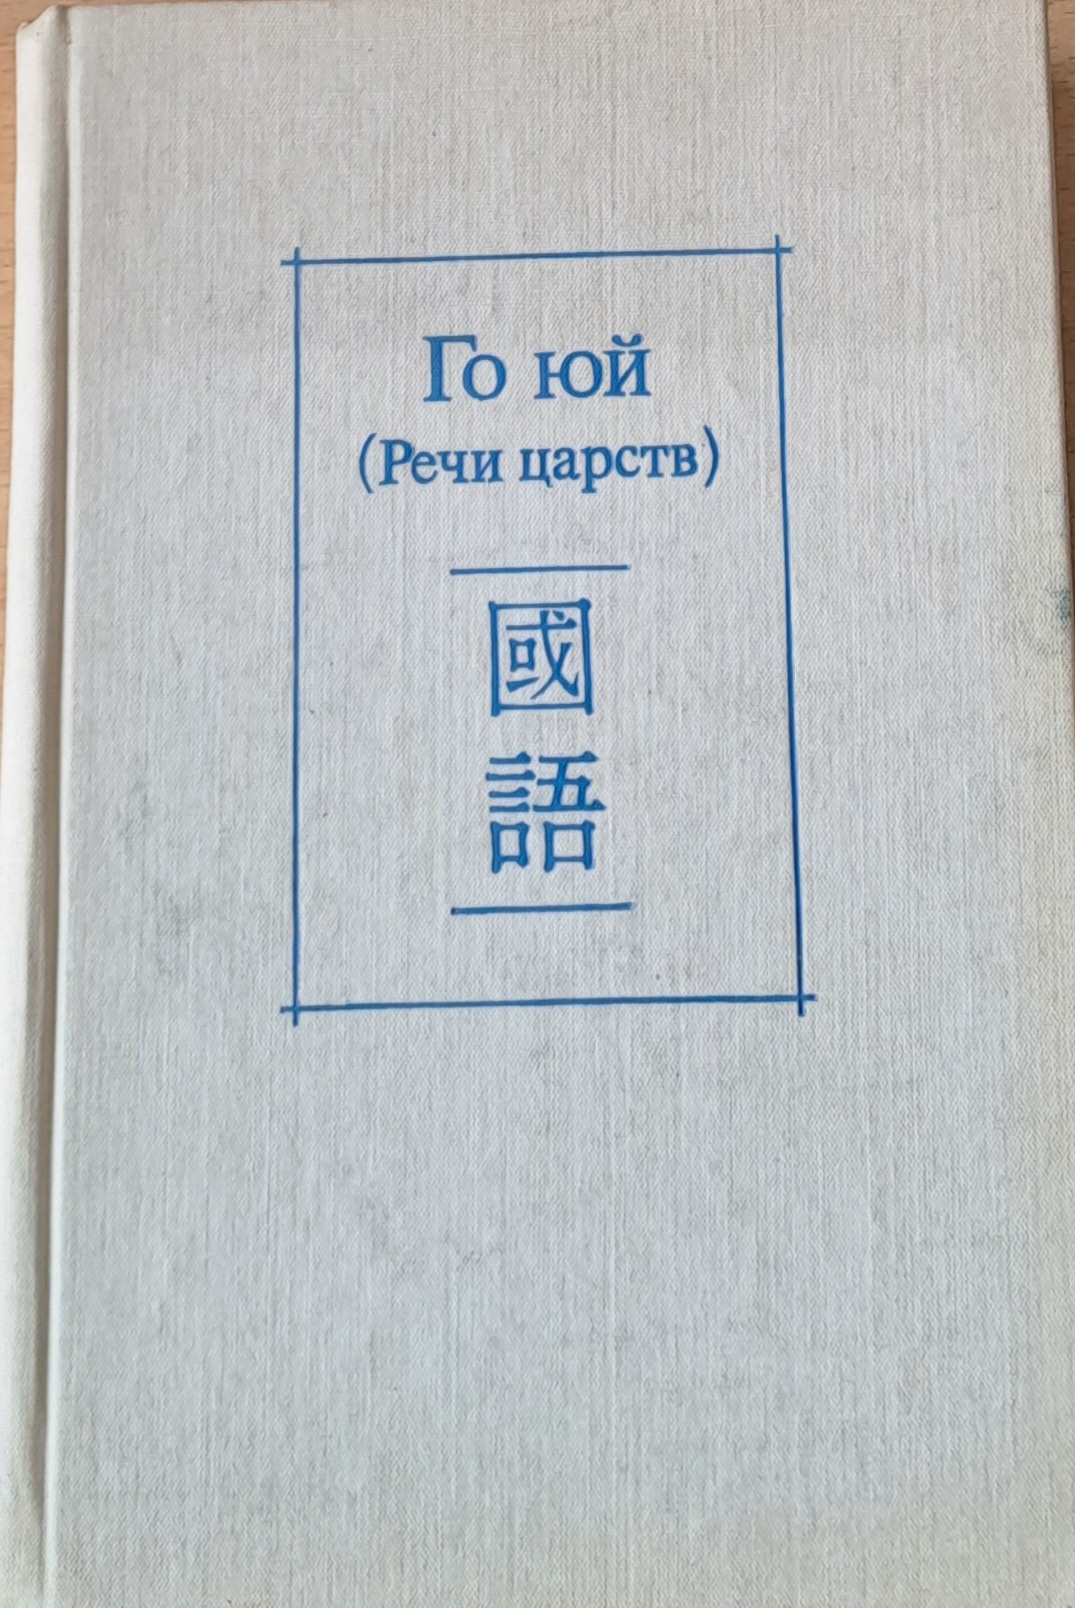 Го юй
(Речи царств)
國
語